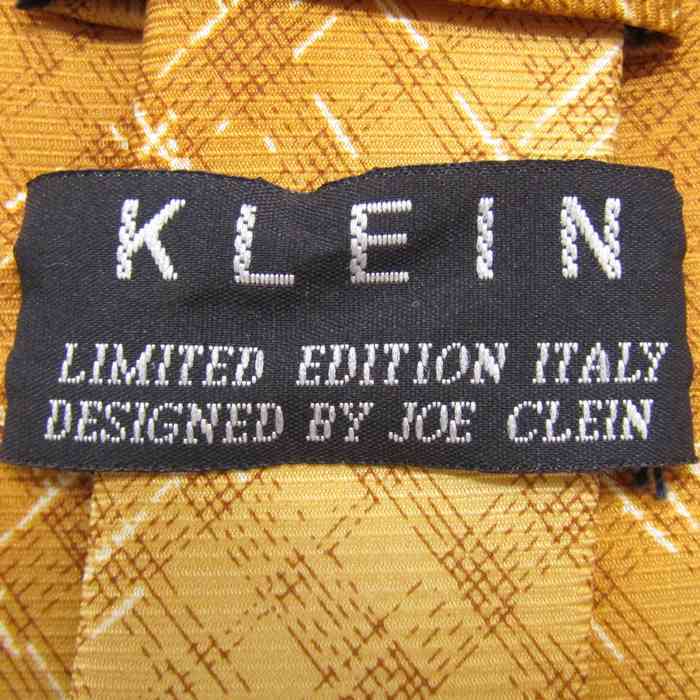 KLEIN
LIMITED EDITION ITALY
DESIGNED BY JOE CLEIN